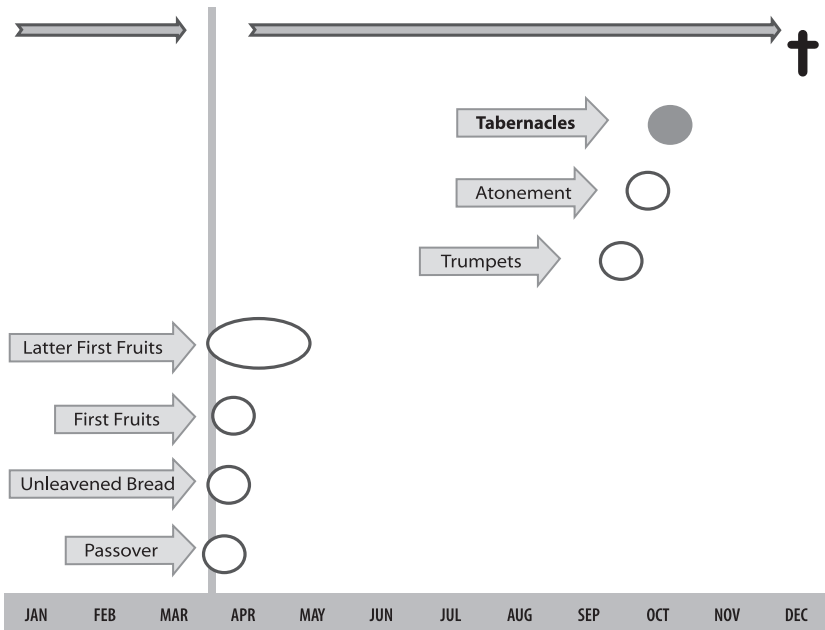 Tabernacles
Atonement
Trumpets
Latter First Fruits
First Fruits
Unleavened Bread
Passover
JAN FEB MAR APR MAY JUN JUL AUG SEP OCT NOV DEC